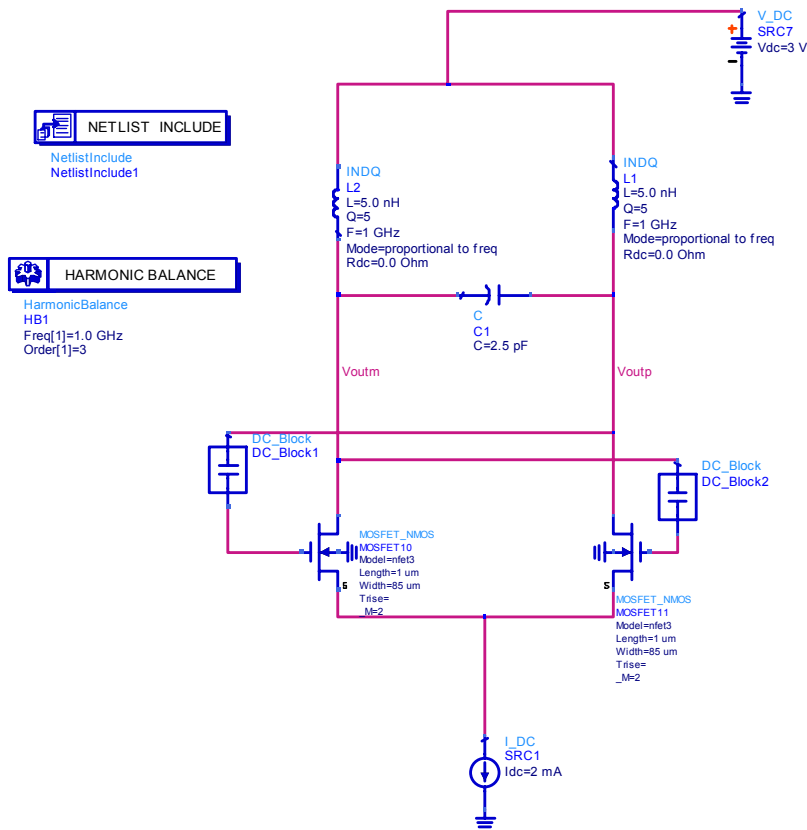 V_DC
SRC7
Vdc=3 V
NETLIST INCLUDE
NetlistInclude
NetlistInclude1
INDQ
L2
L=5.0 nH
Q=5
F=1 GHz
Mode=proportional to freq
Rdc=0.0 Ohm
INDQ
L1
L=5.0 nH
Q=5
F=1 GHz
Mode=proportional to freq
Rdc=0.0 Ohm
HARMONIC BALANCE
HarmonicBalance
HB1
Freq[1]=1.0 GHz
Order[1]=3
C
C1
C=2.5 pF
Voutm
Voutp
DC_Block
DC_Block1
DC_Block
DC_Block2
MOSFET_NMOS
MOSFET10
Model=nfet3
Length=1 um
Width=85 um
Trise=
_M=2
MOSFET_NMOS
MOSFET11
Model=nfet3
Length=1 um
Width=85 um
Trise=
_M=2
I_DC
SRC1
Idc=2 mA